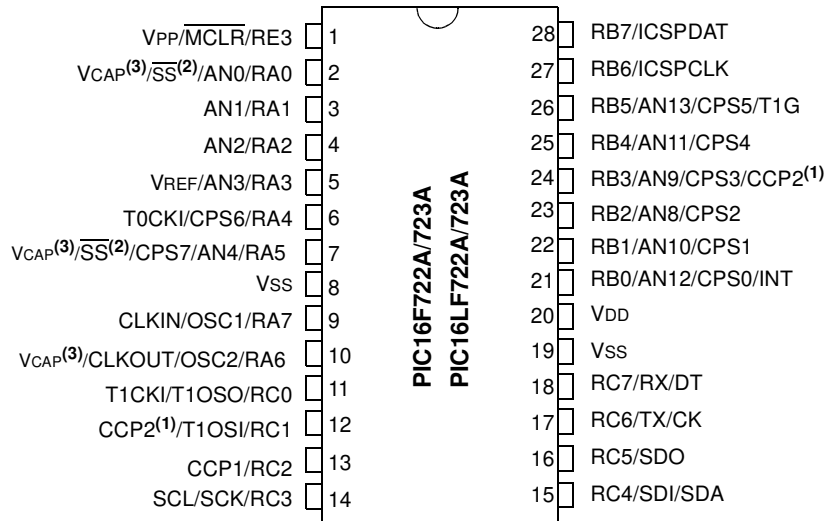 VPP/MCLR/RE3 1
VCAP(3)/SS(2)/AN0/RA0 2
AN1/RA1 3
AN2/RA2 4
VREF/AN3/RA3 5
T0CKI/CPS6/RA4 6
VCAP(3)/SS(2)/CPS7/AN4/RA5 7
VSS 8
CLKIN/OSC1/RA7 9
VCAP(3)/CLKOUT/OSC2/RA6 10
T1CKI/T1OSO/RC0 11
CCP2(1)/T1OSI/RC1 12
CCP1/RC2 13
SCL/SCK/RC3 14
PIC16F722A/723A
PIC16LF722A/723A
28 RB7/ICSPDAT
27 RB6/ICSPCLK
26 RB5/AN13/CPS5/T1G
25 RB4/AN11/CPS4
24 RB3/AN9/CPS3/CCP2(1)
23 RB2/AN8/CPS2
22 RB1/AN10/CPS1
21 RB0/AN12/CPS0/INT
20 VDD
19 VSS
18 RC7/RX/DT
17 RC6/TX/CK
16 RC5/SDO
15 RC4/SDI/SDA